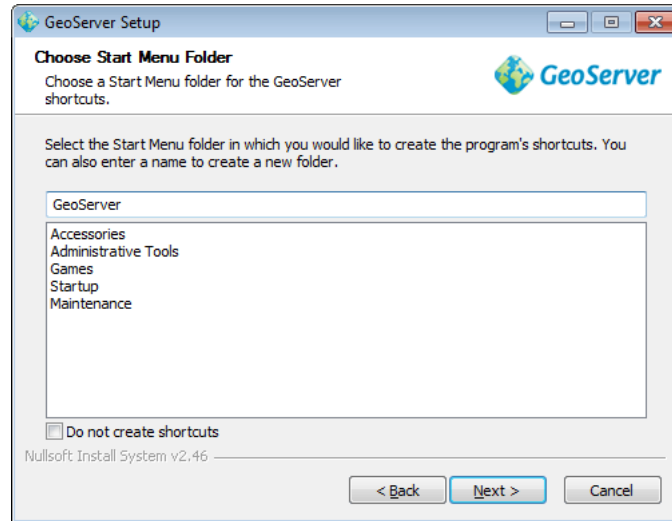 GeoServer Setup
Choose Start Menu Folder
Choose a Start Menu folder for the GeoServer
shortcuts.
GeoServer
Select the Start Menu folder in which you would like to create the program's shortcuts. You
can also enter a name to create a new folder.
GeoServer
Accessories
Administrative Tools
Games
Startup
Maintenance
Do not create shortcuts
Nullsoft Install System v2.46
< Back
Next >
Cancel